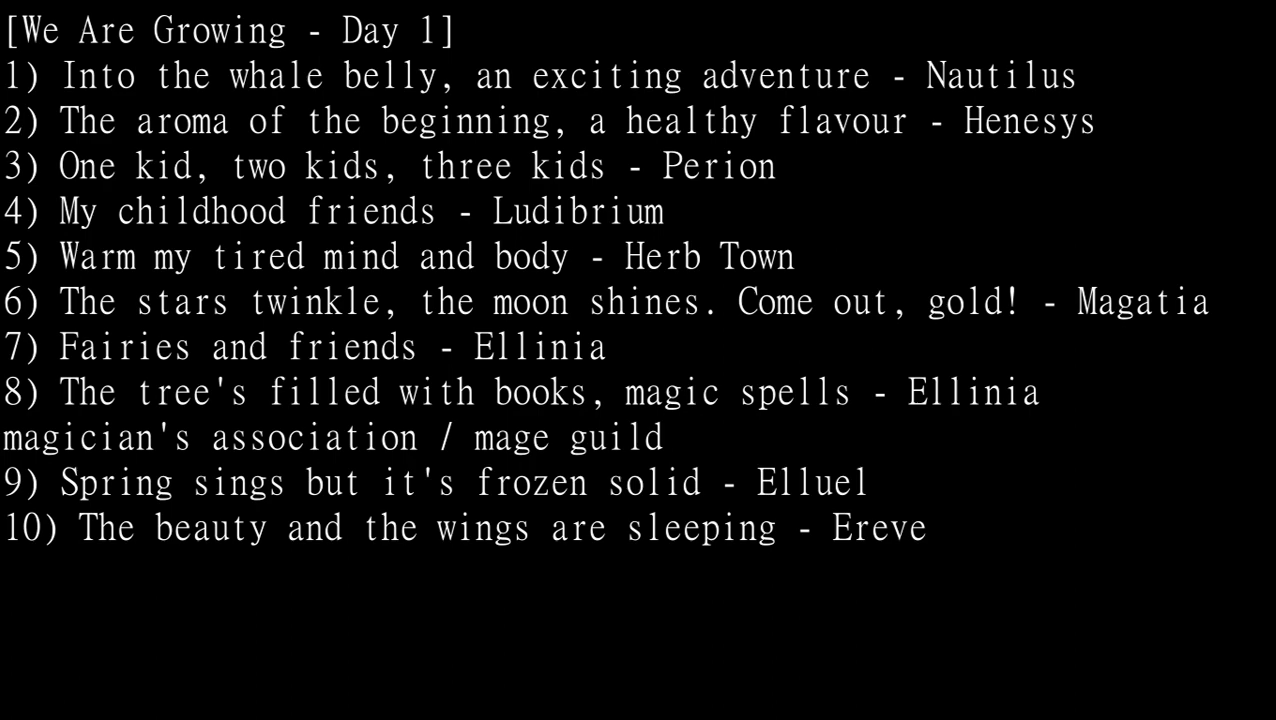 [We Are Growing - Day 1]
1) Into the whale belly, an exciting adventure - Nautilus
2) The aroma of the beginning, a healthy flavour - Henesys
3) One kid, two kids, three kids - Perion
4) My childhood friends - Ludibrium
5) Warm my tired mind and body - Herb Town
6) The stars twinkle, the moon shines. Come out, gold! - Magatia
7) Fairies and friends - Ellinia
8) The tree's filled with books, magic spells - Ellinia
magician's association / mage guild
9) Spring sings but it's frozen solid - Elluel
10) The beauty and the wings are sleeping - Ereve